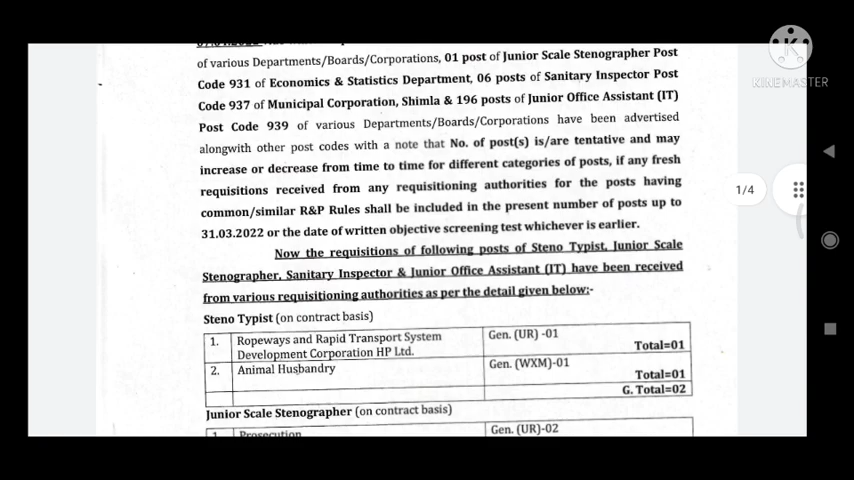 07.04.2022
of various Departments/Boards/Corporations, 01 post of Junior Scale Stenographer Post
Code 931 of Economics & Statistics Department, 06 posts of Sanitary Inspector Post
Code 937 of Municipal Corporation, Shimla & 196 posts of Junior Office Assistant (IT)
Post Code 939 of various Departments/Boards/Corporations have been advertised
alongwith other post codes with a note that No. of post(s) is/are tentative and may
increase or decrease from time to time for different categories of posts, if any fresh
requisitions received from any requisitioning authorities for the posts having
common/similar R&P Rules shall be included in the present number of posts up to
31.03.2022 or the date of written objective screening test whichever is earlier.
Now the requisitions of following posts of Steno Typist, Junior Scale
Stenographer, Sanitary Inspector & Junior Office Assistant (IT) have been received
from various requisitioning authorities as per the detail given below:-
Steno Typist (on contract basis)
1. Ropeways and Rapid Transport System Gen. (UR) -01
Development Corporation HP Ltd. Total=01
2. Animal Husbandry Gen. (WXM)-01
Total=01
G. Total=02
Junior Scale Stenographer (on contract basis)
1. Prosecution Gen. (UR)-02
KINEMASTER
1/4